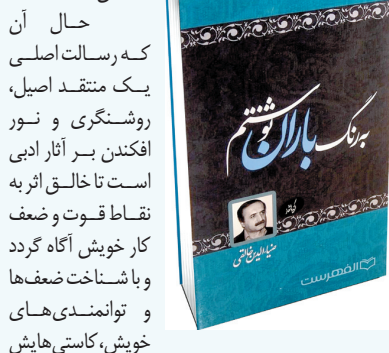 حال آن
که رسالت اصلی
یک منتقد اصیل،
روشنگری و نور
افکندن بر آثار ادبی
است تا خالق اثر به
نقاط قوت و ضعف
کار خویش آگاه گردد
و با شناخت ضعف‌ها
و توانمندی‌های
خویش، کاستی‌هایش
به رنگ باران نوشتم
ضیاءالدین خالقی
الفهرست